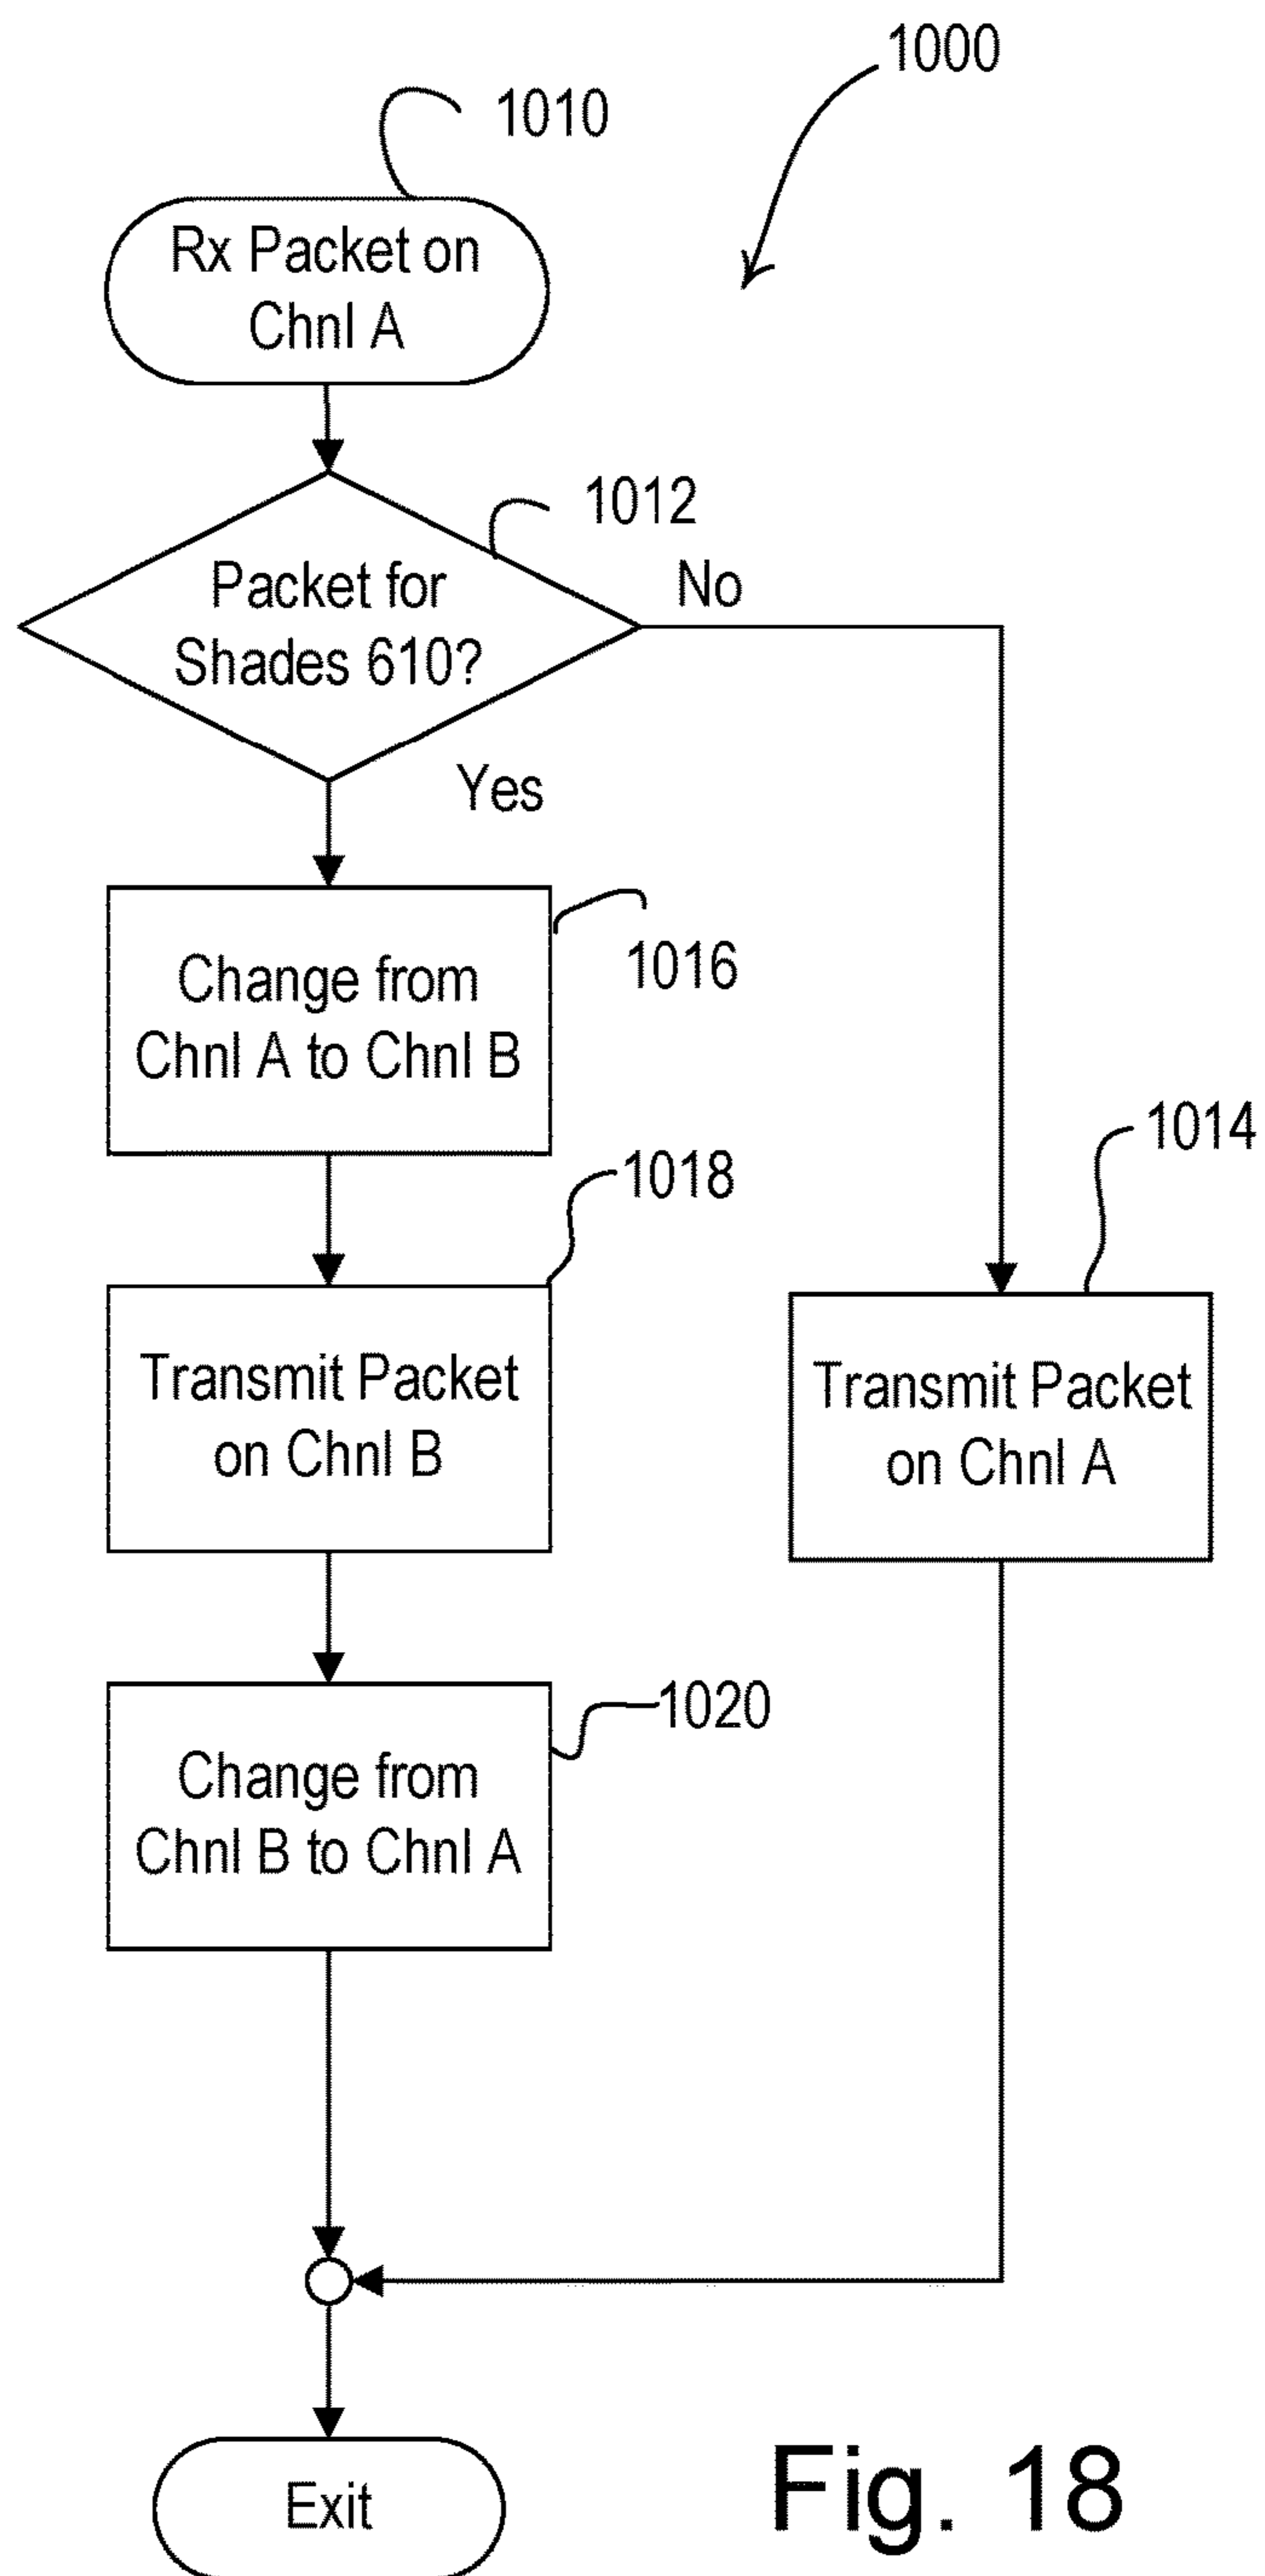 1000
1010
Rx Packet on
Chnl A
1012
Packet for
Shades 610?
No
Yes
1016
Change from
Chnl A to Chnl B
1014
1018
Transmit Packet
on Chnl B
Transmit Packet
on Chnl A
1020
Change from
Chnl B to Chnl A
Exit
Fig. 18